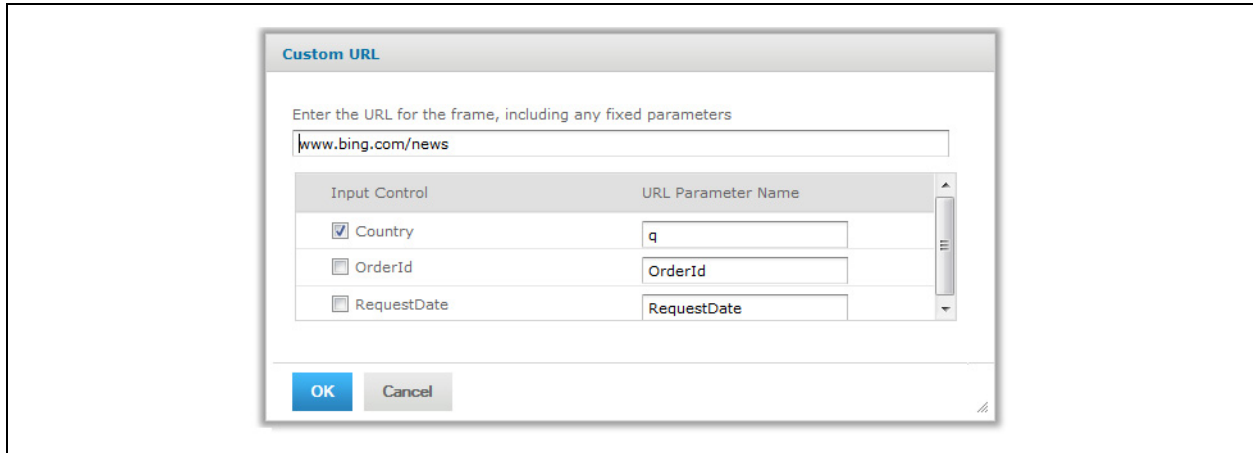 Custom URL
Enter the URL for the frame, including any fixed parameters
www.bing.com/news
Input Control URL Parameter Name
Country q
OrderId OrderId
RequestDate RequestDate
OK Cancel